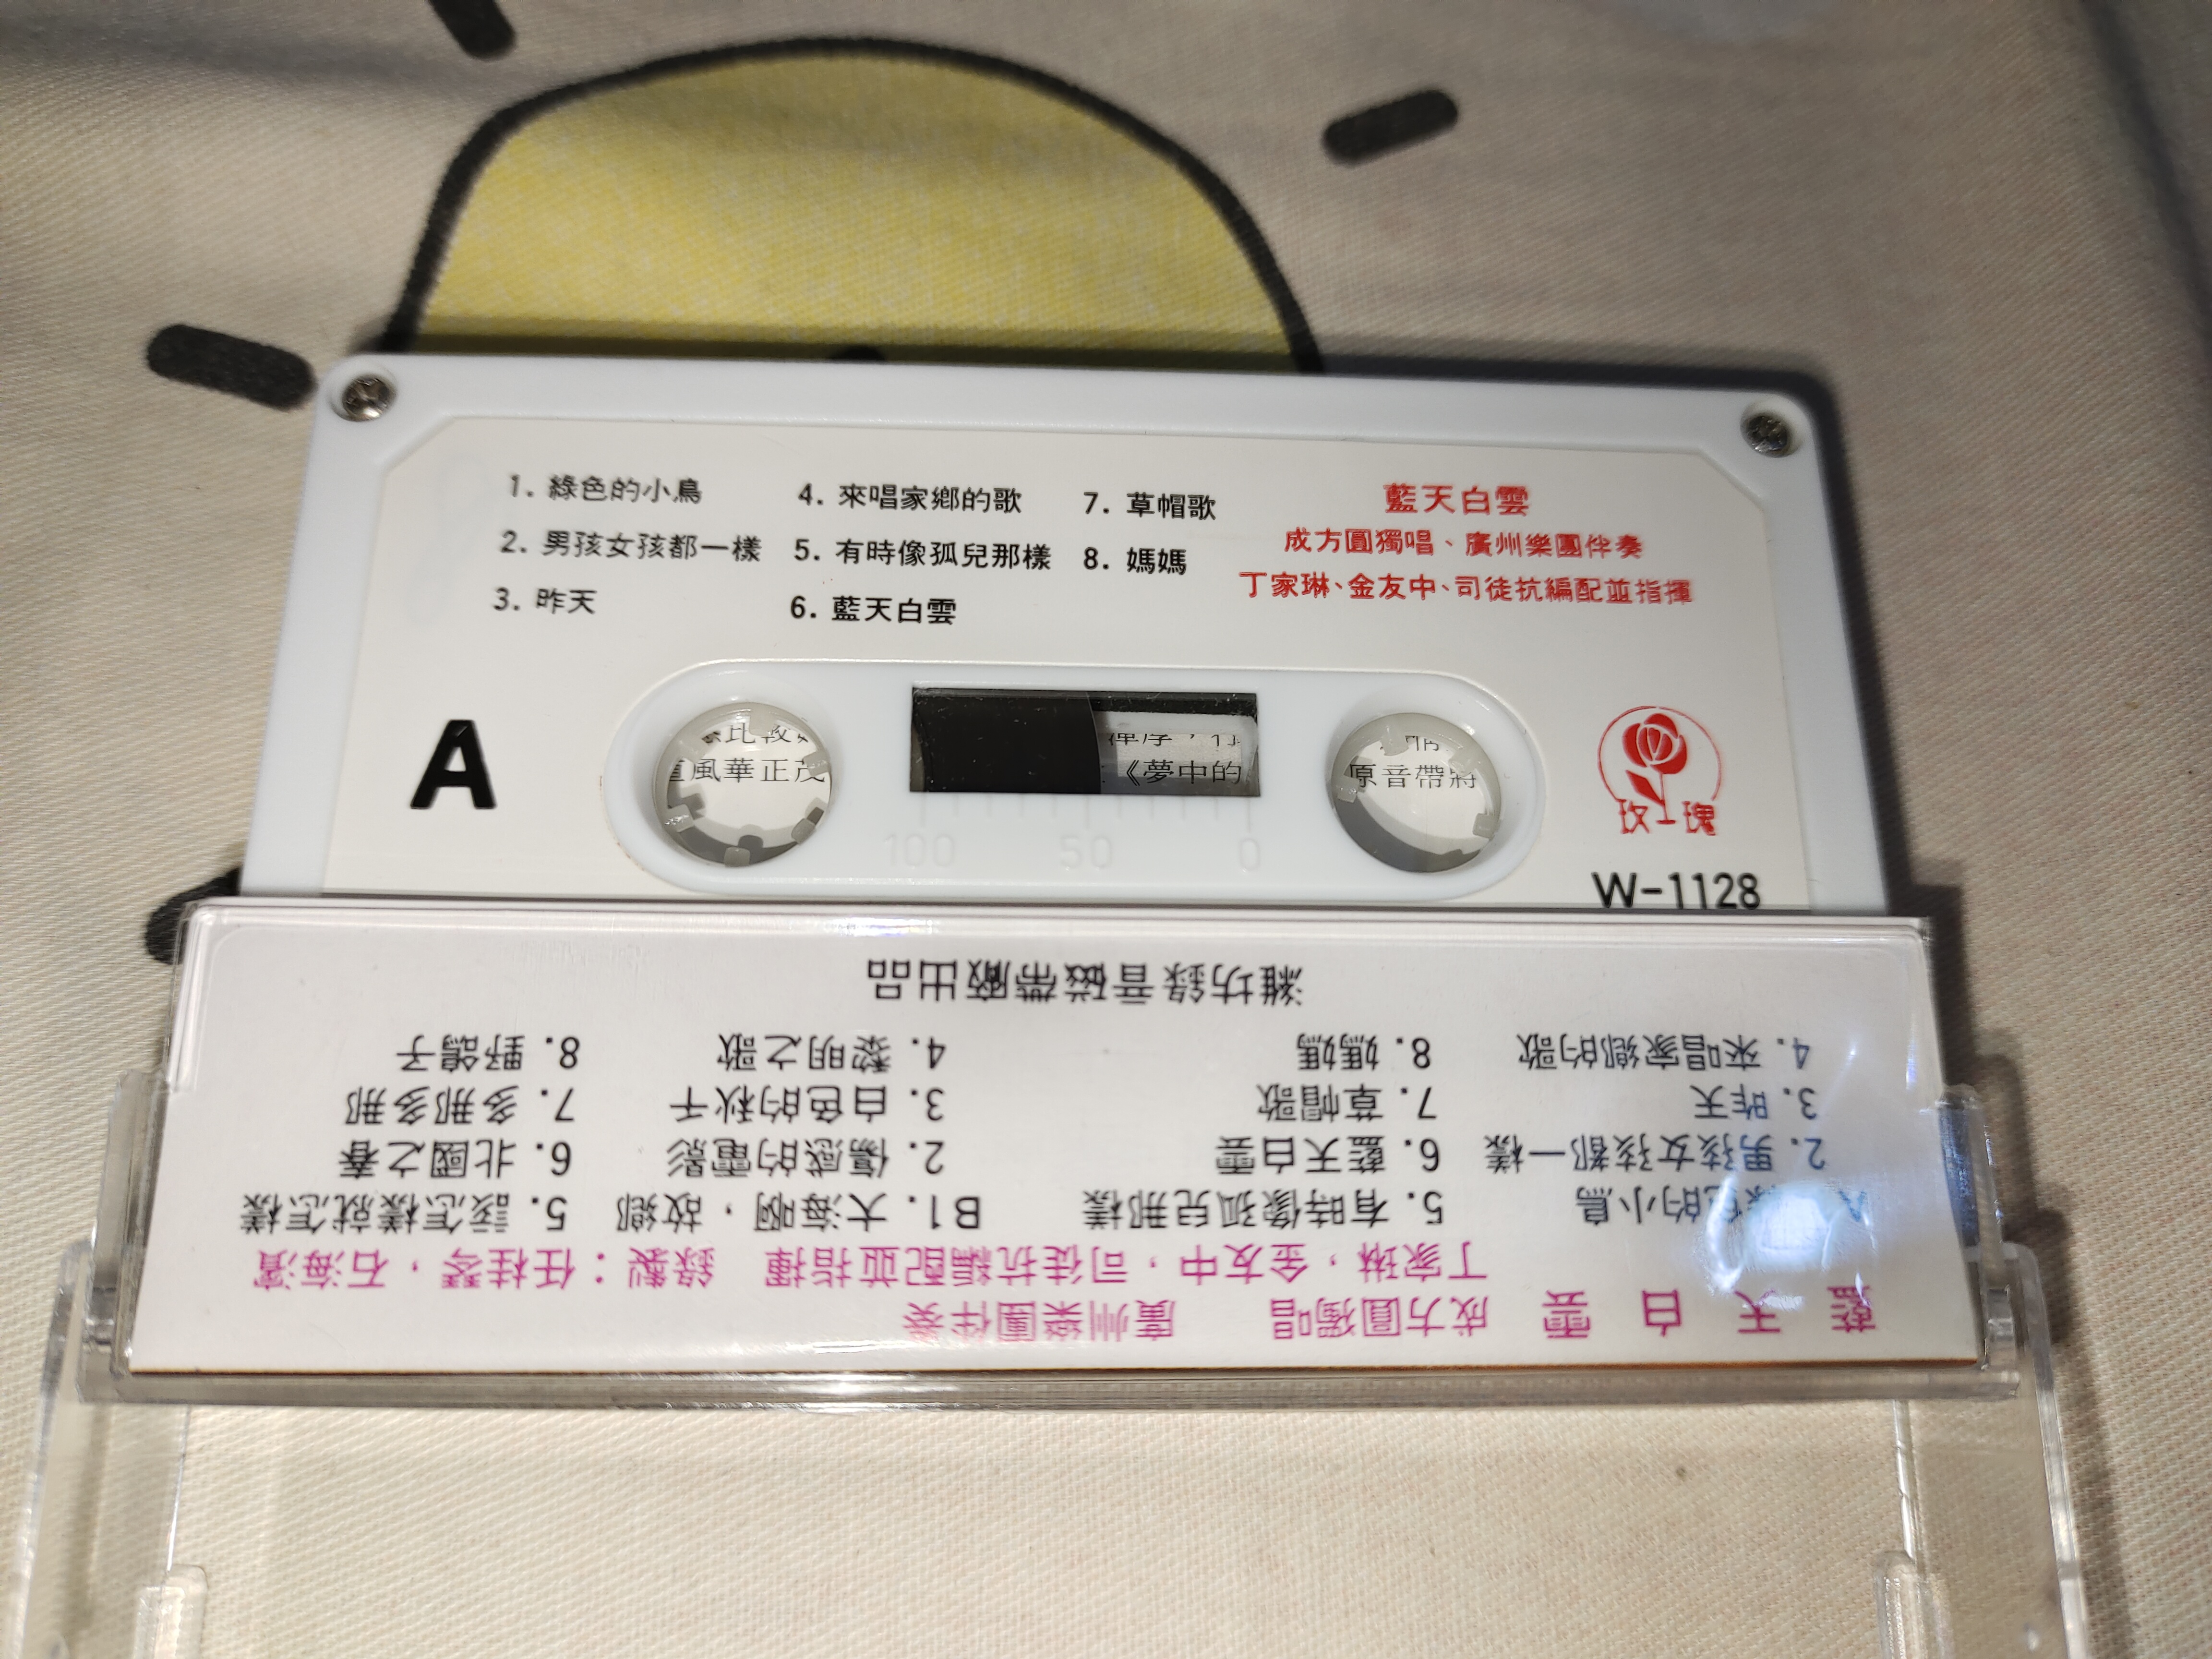 1. 綠色的小鳥
2. 男孩女孩都一樣
3. 昨天
4. 來唱家鄉的歌
5. 有時像孤兒那樣
6. 藍天白雲
7. 草帽歌
8. 媽媽
藍天白雲
成方圓獨唱、廣州樂團伴奏
丁家琳、金友中、司徒抗編配並指揮
A
風華正茂
《夢中的
原音帶將
100 50 0
玫瑰
W-1128
藍天白雲 成方圓獨唱 廣州樂團伴奏
丁家琳，金友中，司徒抗編配並指揮 錄製：任桂琴，石海濱
色的小鳥
2. 男孩女孩都一樣
3. 昨天
4. 來唱家鄉的歌
5. 有時像孤兒那樣
6. 藍天白雲
7. 草帽歌
8. 媽媽
B1. 大海啊，故鄉
2. 傷感的電影
3. 白色的秋千
4. 黎明之歌
5. 該怎樣就怎樣
6. 北國之春
7. 多那多那
8. 野鴿子
濰坊錄音磁帶廠出品